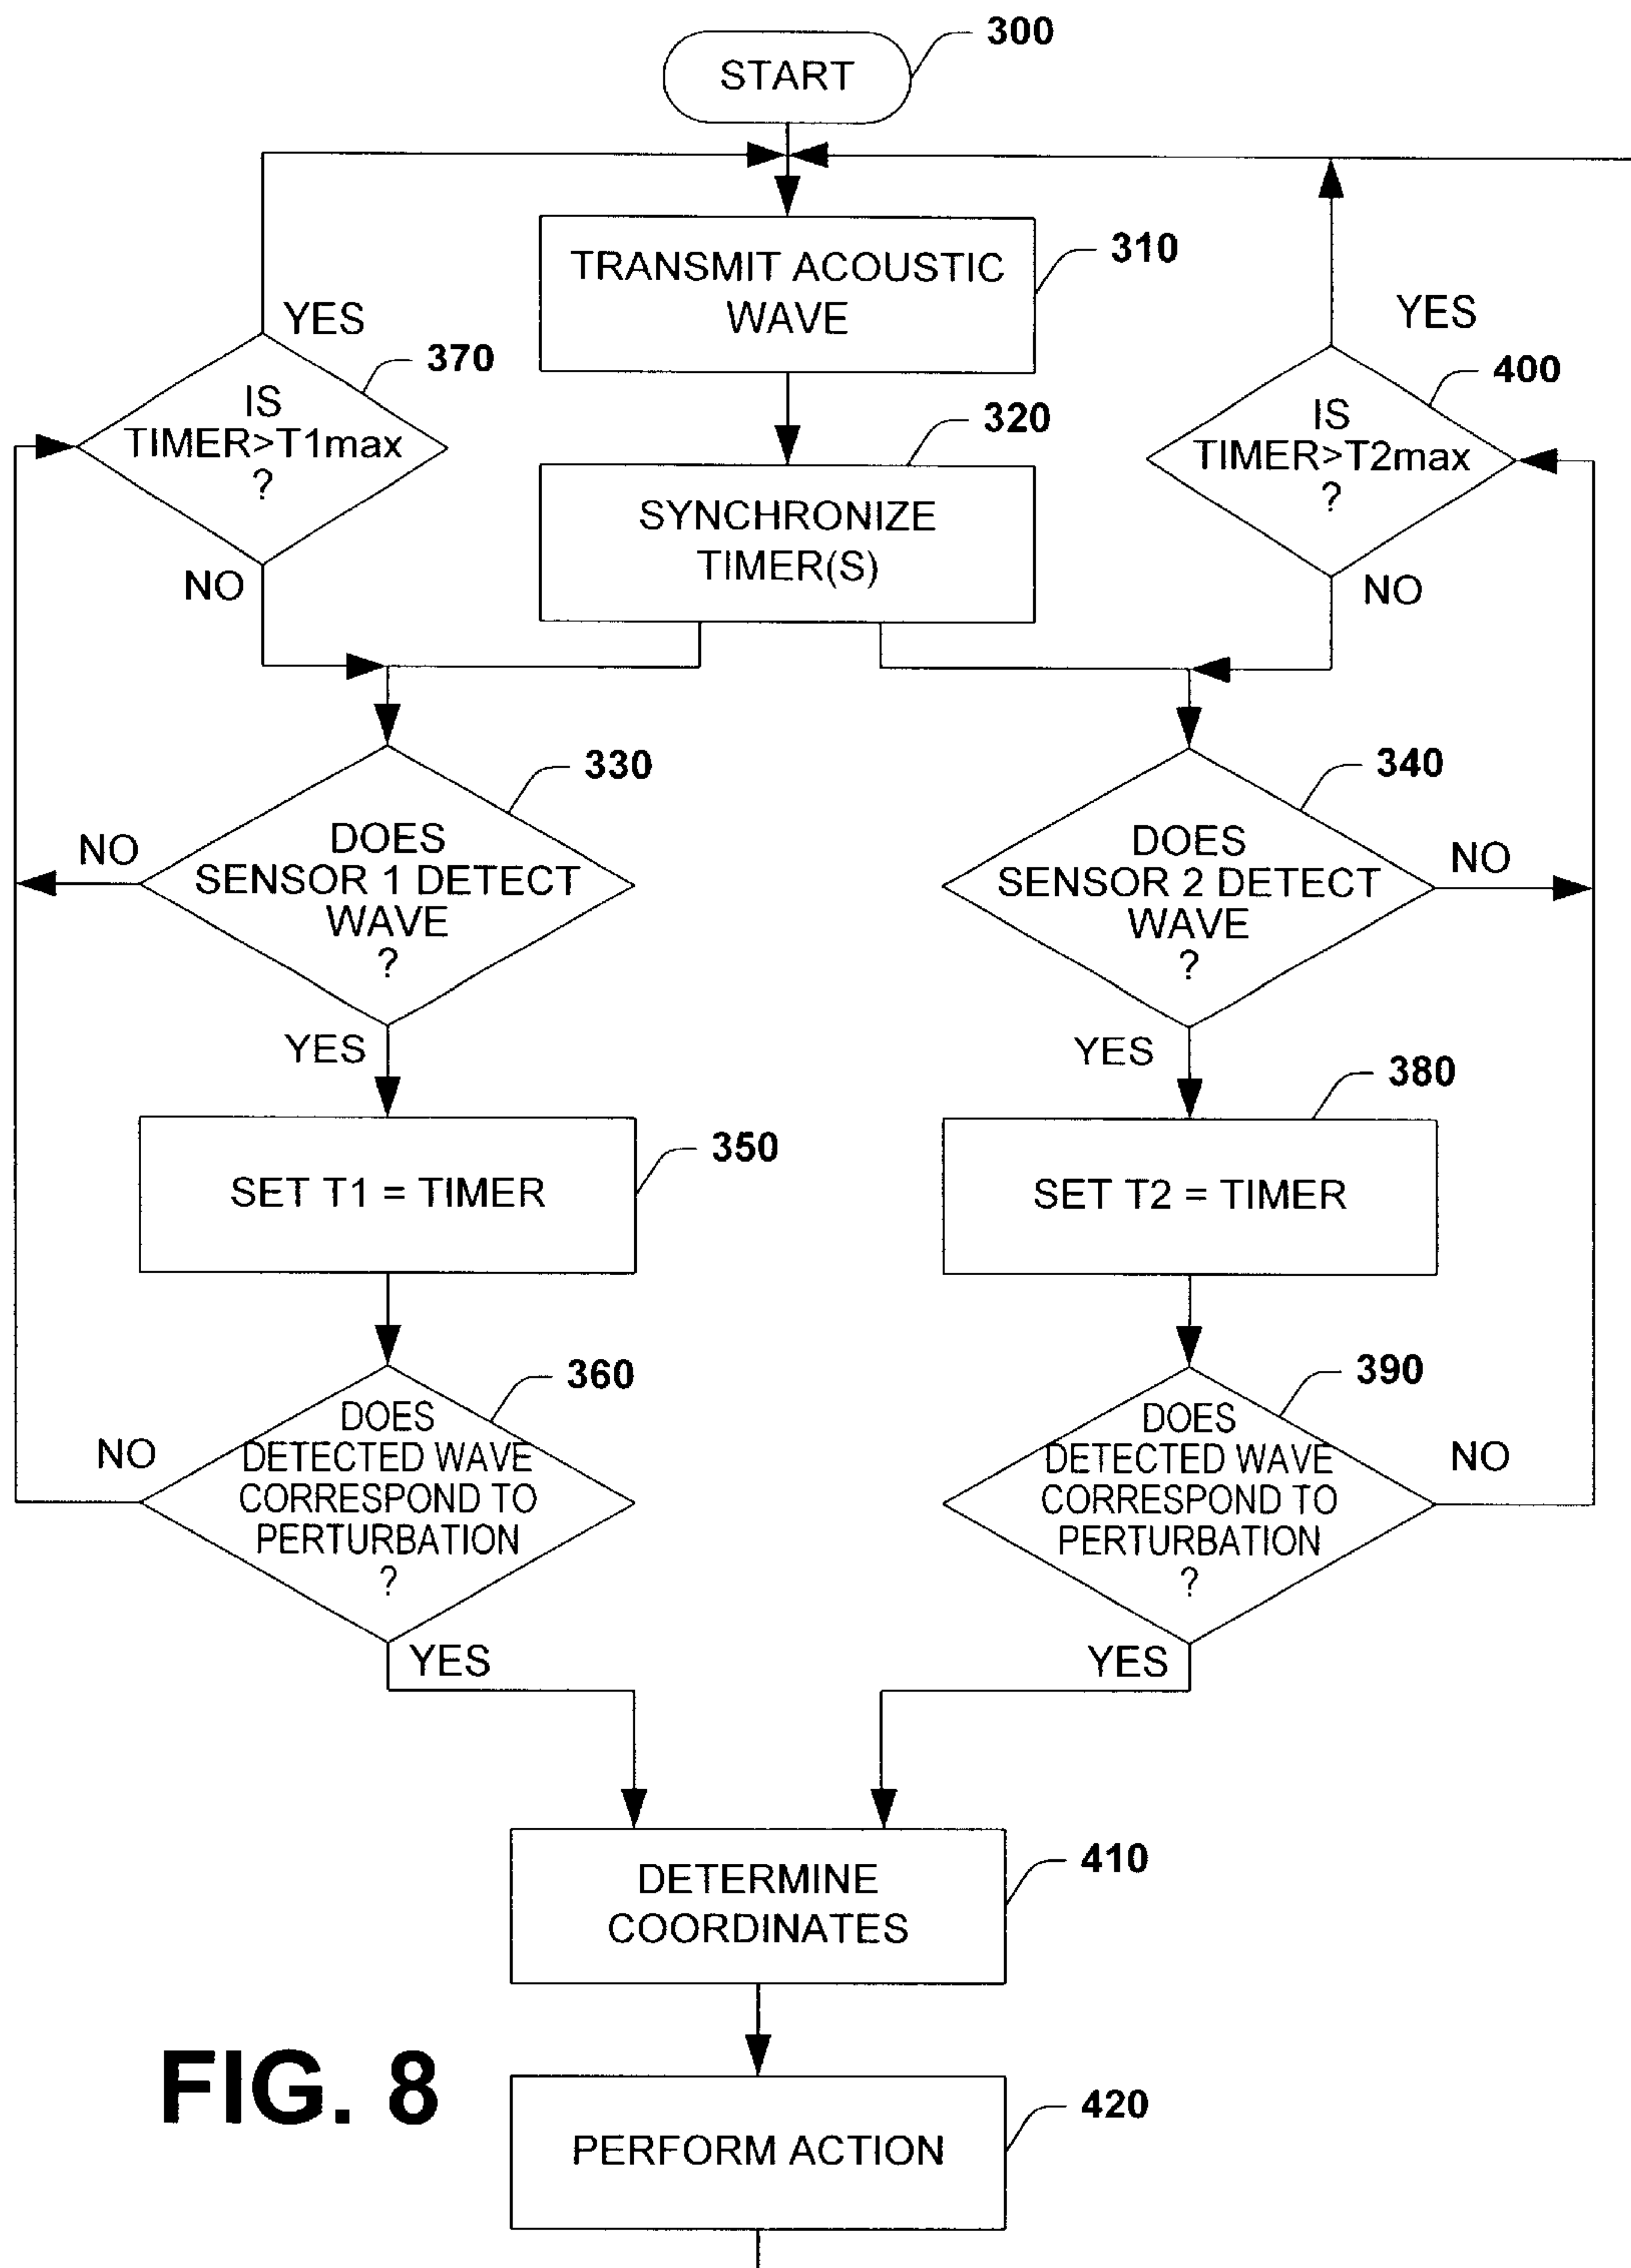 START
300
TRANSMIT ACOUSTIC
WAVE
310
YES
370
IS
TIMER>T1max
?
NO
YES
400
IS
TIMER>T2max
?
NO
320
SYNCHRONIZE
TIMER(S)
330
DOES
SENSOR 1 DETECT
WAVE
?
NO
YES
340
DOES
SENSOR 2 DETECT
WAVE
?
NO
YES
350
SET T1 = TIMER
380
SET T2 = TIMER
360
DOES
DETECTED WAVE
CORRESPOND TO
PERTURBATION
?
NO
YES
390
DOES
DETECTED WAVE
CORRESPOND TO
PERTURBATION
?
NO
YES
410
DETERMINE
COORDINATES
420
PERFORM ACTION
FIG. 8